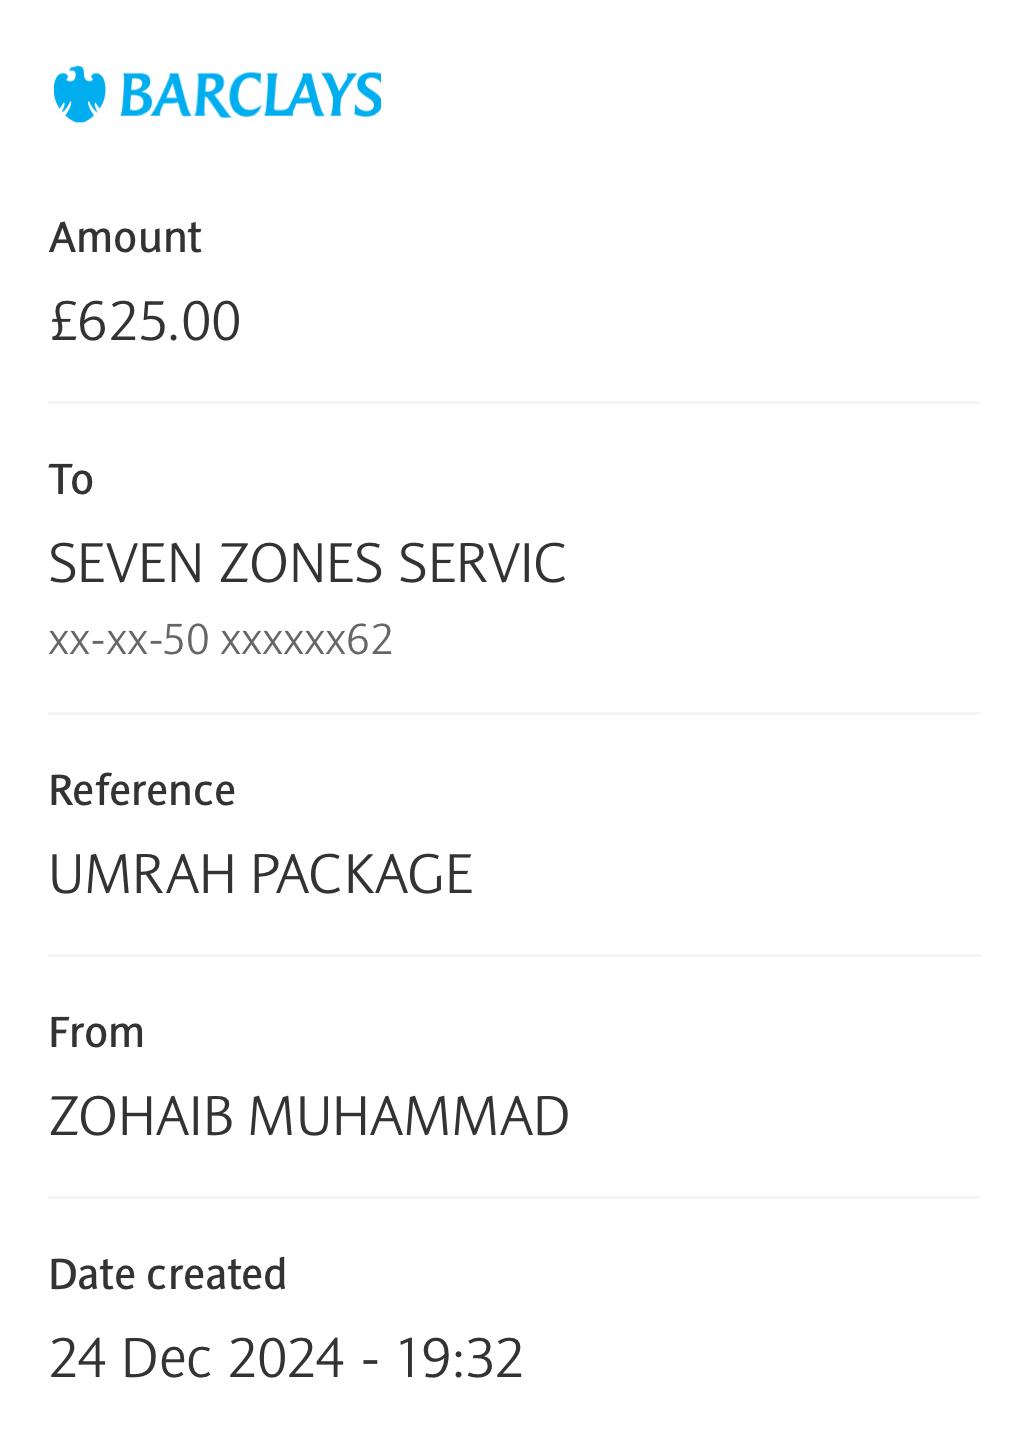 BARCLAYS
Amount
£625.00
To
SEVEN ZONES SERVIC
xx-xx-50 xxxxxx62
Reference
UMRAH PACKAGE
From
ZOHAIB MUHAMMAD
Date created
24 Dec 2024 - 19:32